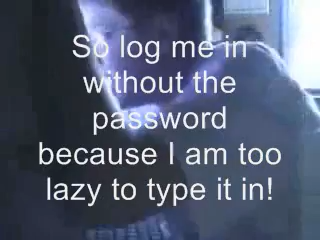 So log me in
without the
password
because I am too
lazy to type it in!